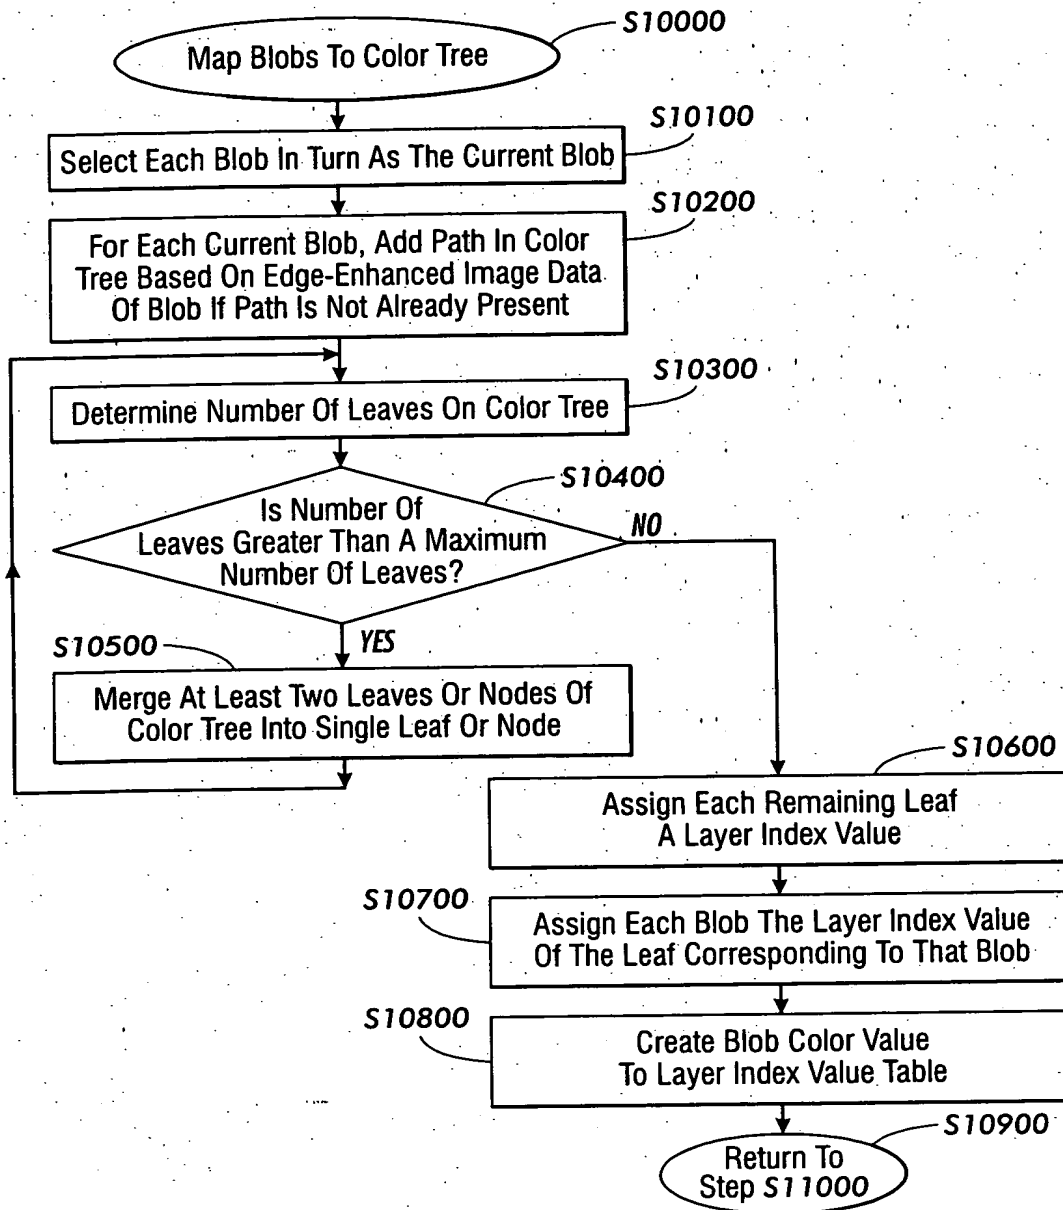 S10000
Map Blobs To Color Tree
S10100
Select Each Blob In Turn As The Current Blob
S10200
For Each Current Blob, Add Path In Color
Tree Based On Edge-Enhanced Image Data
Of Blob If Path Is Not Already Present
S10300
Determine Number Of Leaves On Color Tree
S10400
Is Number Of
Leaves Greater Than A Maximum
Number Of Leaves?
NO
YES
S10500
Merge At Least Two Leaves Or Nodes Of
Color Tree Into Single Leaf Or Node
S10600
Assign Each Remaining Leaf
A Layer Index Value
S10700
Assign Each Blob The Layer Index Value
Of The Leaf Corresponding To That Blob
S10800
Create Blob Color Value
To Layer Index Value Table
S10900
Return To
Step S11000